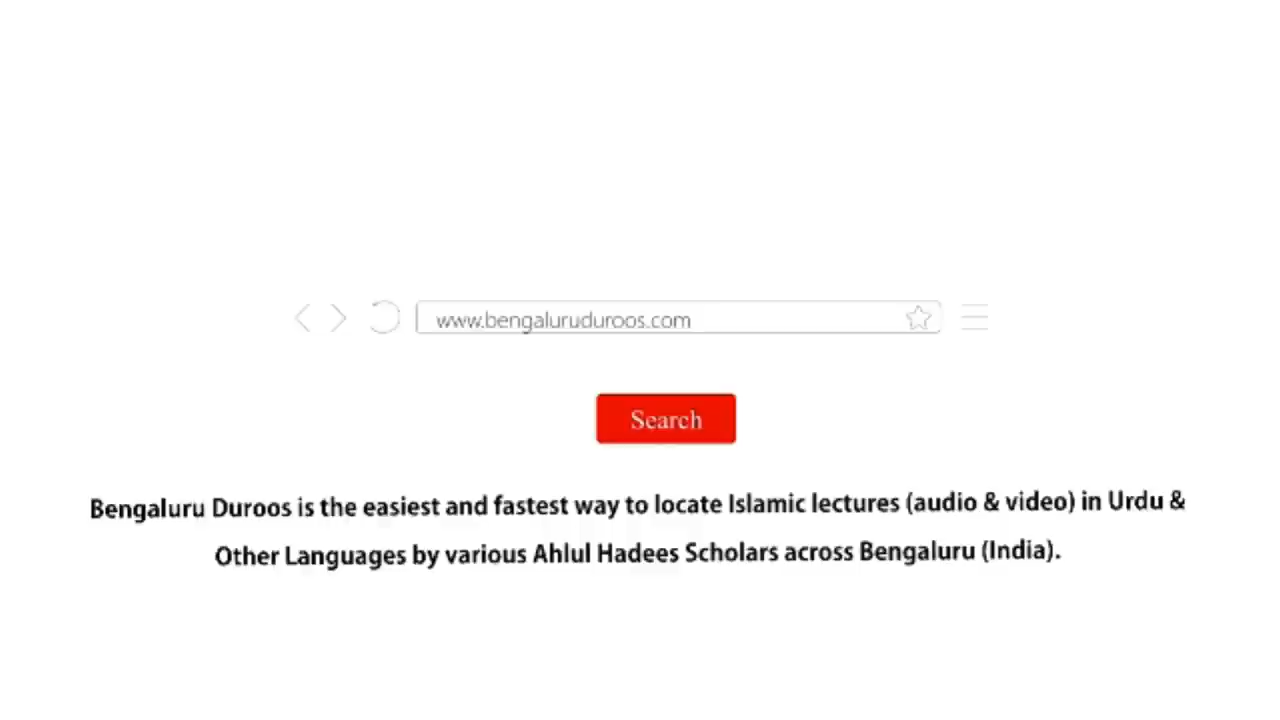 www.bengaluruduroos.com
Search
Bengaluru Duroos is the easiest and fastest way to locate Islamic lectures (audio & video) in Urdu &
Other Languages by various Ahlul Hadees Scholars across Bengaluru (India).